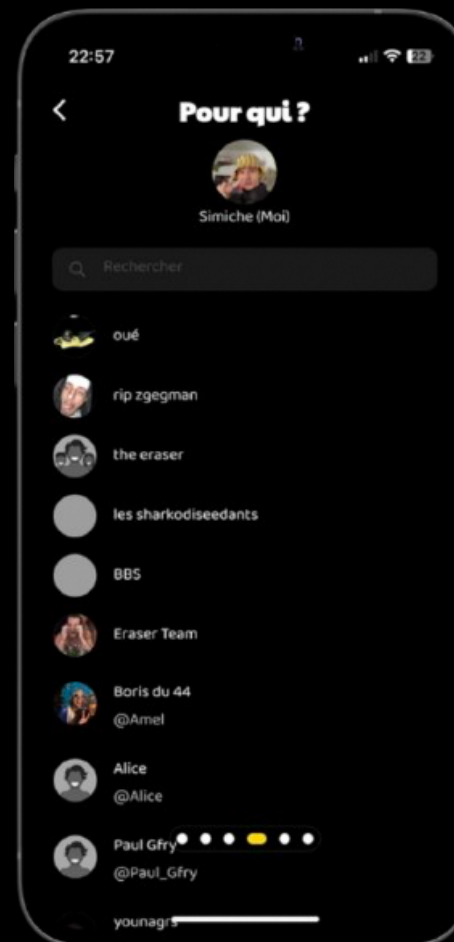 22:57
22
Pour qui ?
Simiche (Moi)
Rechercher
oué
rip zgegman
the eraser
les sharkodiseedants
BBS
Eraser Team
Boris du 44
@Amel
Alice
@Alice
Paul Gfry
@Paul_Gfry
younagrs